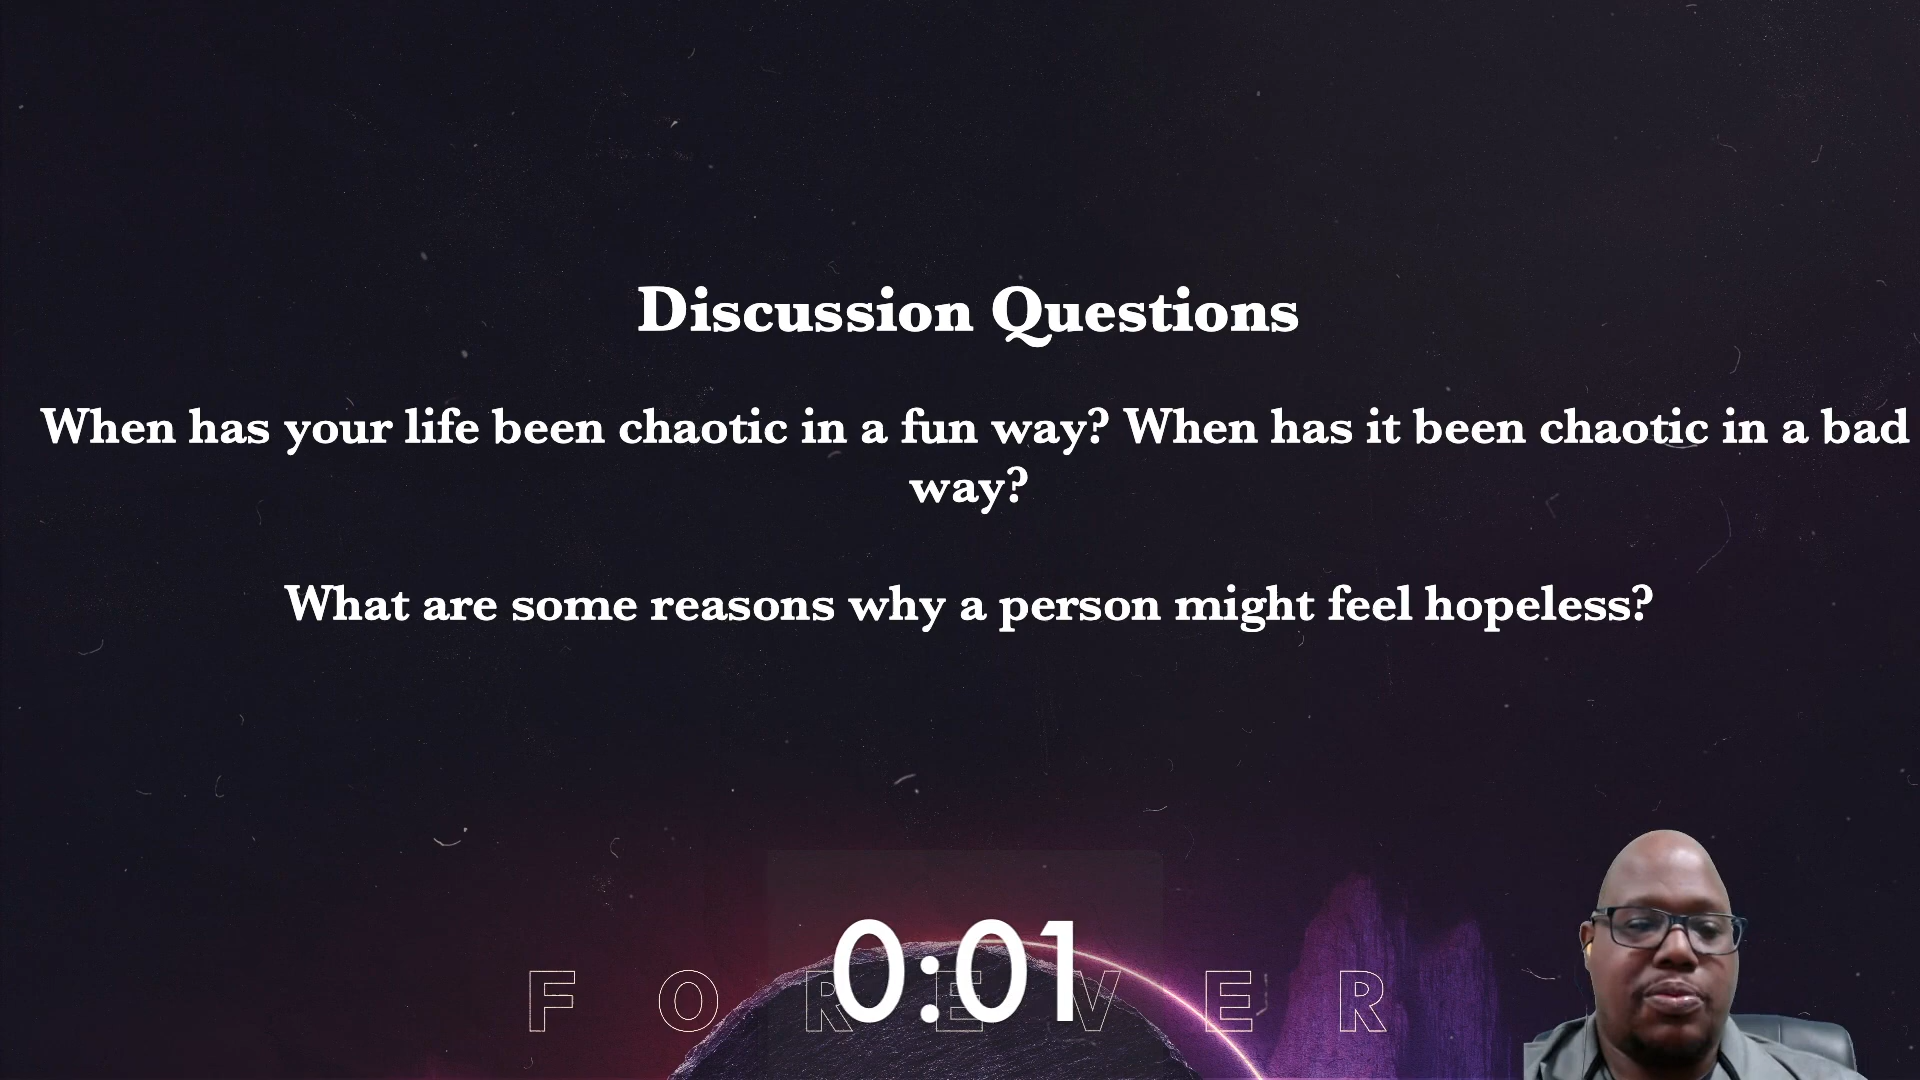 Discussion Questions
When has your life been chaotic in a fun way? When has it been chaotic in a bad
way?
What are some reasons why a person might feel hopeless?
0:01
FOREVER